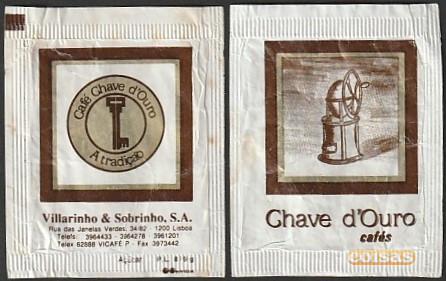 Café Chave d'Ouro
A tradição
Villarinho & Sobrinho, S.A.
Rua das Janelas Verdes, 34/82 - 1200 Lisboa
Telefs. 3964433 - 3964278 - 3961201
Telex 62888 VICAFÉ P - Fax 3973442
Açúcar P.L.
Chave d'Ouro
cafés
coisas